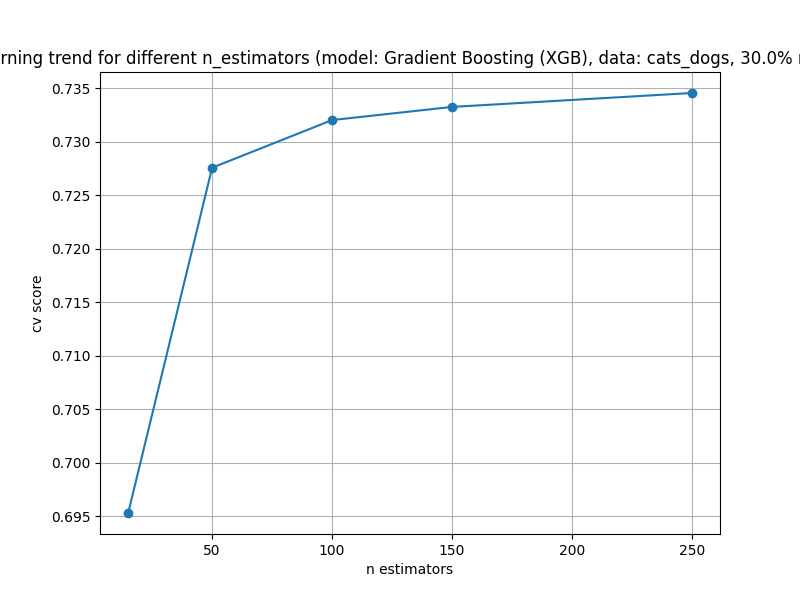 rning trend for different n_estimators (model: Gradient Boosting (XGB), data: cats_dogs, 30.0%
0.735
0.730
0.725
0.720
0.715
0.710
0.705
0.700
0.695
cv score
50 100 150 200 250
n estimators